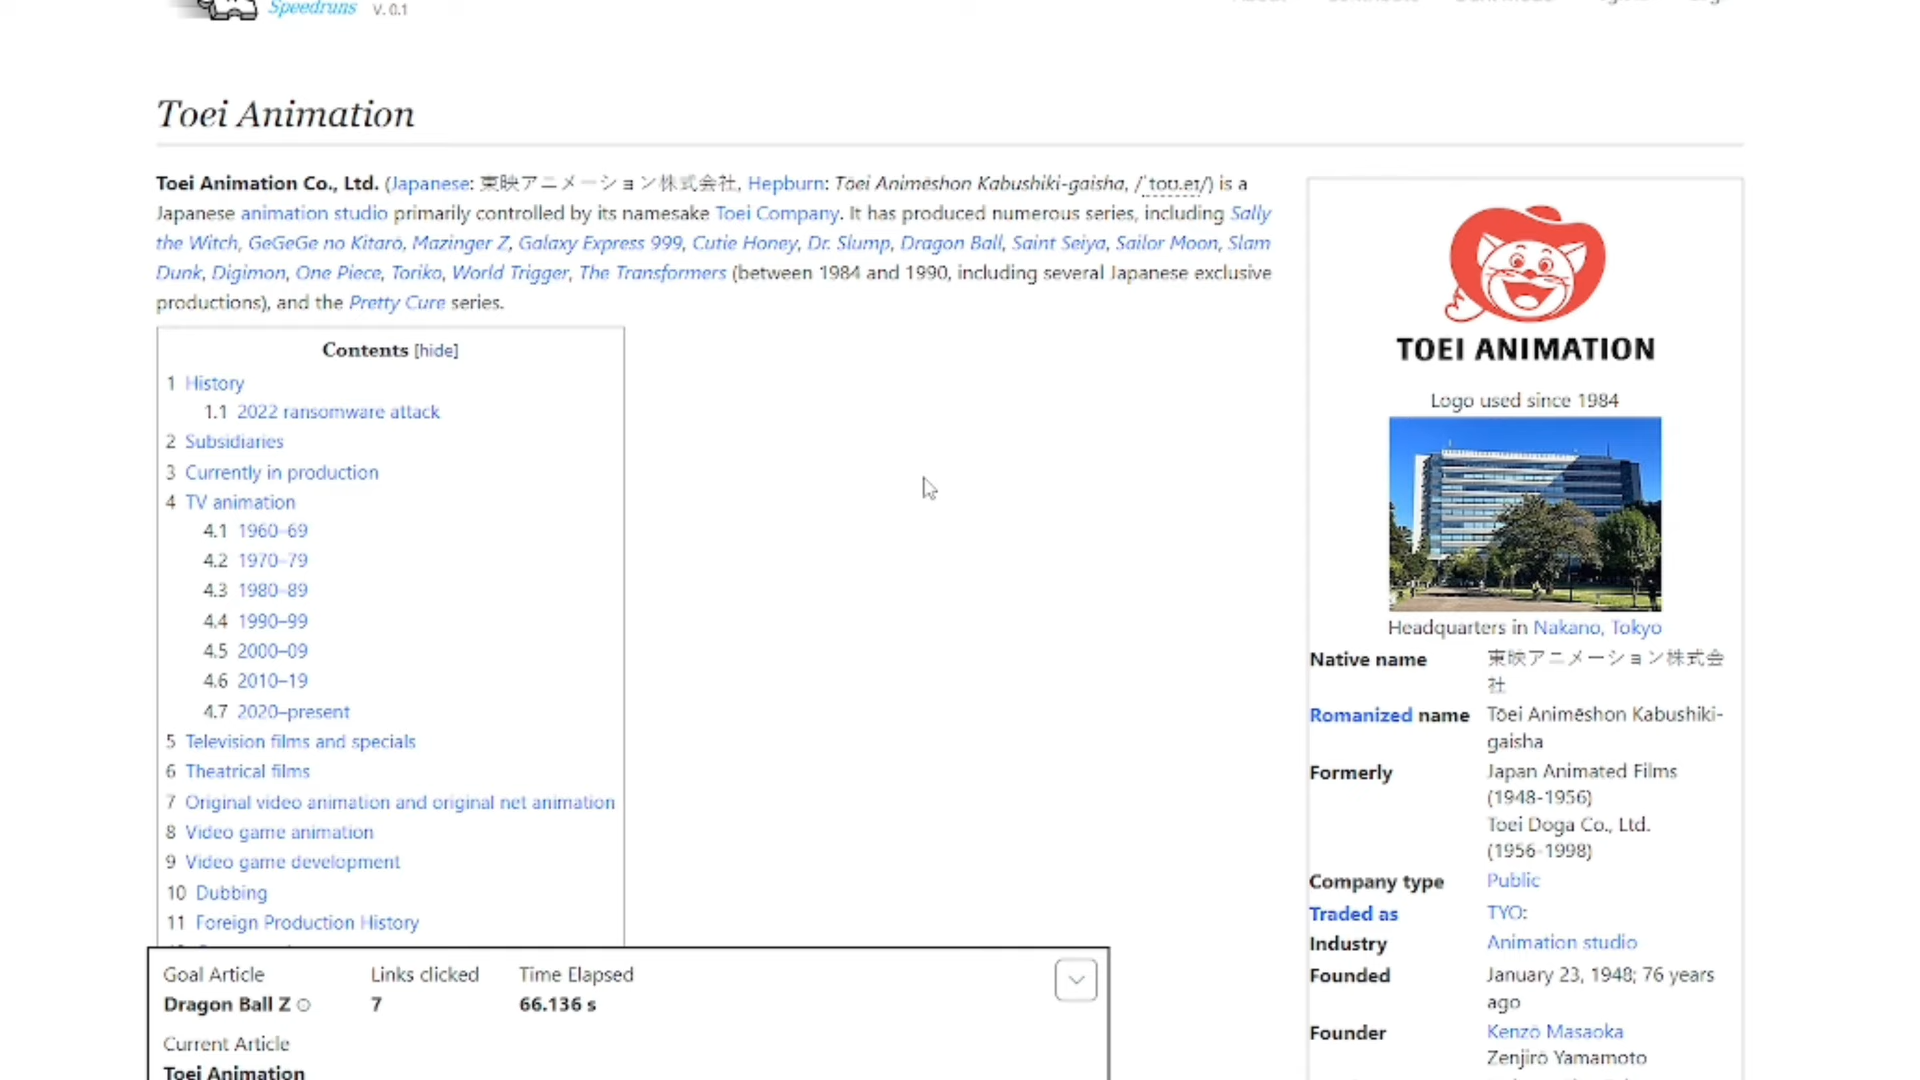 Speedruns V. 0.1
Toei Animation
Toei Animation Co., Ltd. (Japanese: 東映アニメーション株式会社, Hepburn: Tōei Animēshon Kabushiki-gaisha, /ˈtoʊ.eɪ/) is a
Japanese animation studio primarily controlled by its namesake Toei Company. It has produced numerous series, including Sally
the Witch, GeGeGe no Kitarō, Mazinger Z, Galaxy Express 999, Cutie Honey, Dr. Slump, Dragon Ball, Saint Seiya, Sailor Moon, Slam
Dunk, Digimon, One Piece, Toriko, World Trigger, The Transformers (between 1984 and 1990, including several Japanese exclusive
productions), and the Pretty Cure series.
Contents [hide]
1 History
1.1 2022 ransomware attack
2 Subsidiaries
3 Currently in production
4 TV animation
4.1 1960–69
4.2 1970–79
4.3 1980–89
4.4 1990–99
4.5 2000–09
4.6 2010–19
4.7 2020–present
5 Television films and specials
6 Theatrical films
7 Original video animation and original net animation
8 Video game animation
9 Video game development
10 Dubbing
11 Foreign Production History
TOEI ANIMATION
Logo used since 1984
Headquarters in Nakano, Tokyo
Native name 東映アニメーション株式会
社
Romanized name Tōei Animēshon Kabushiki-
gaisha
Formerly Japan Animated Films
(1948-1956)
Toei Doga Co., Ltd.
(1956-1998)
Company type Public
Traded as TYO:
Industry Animation studio
Founded January 23, 1948; 76 years
ago
Founder Kenzō Masaoka
Zenjirō Yamamoto
Goal Article Links clicked Time Elapsed
Dragon Ball Z 7 66.136 s
Current Article
Toei Animation